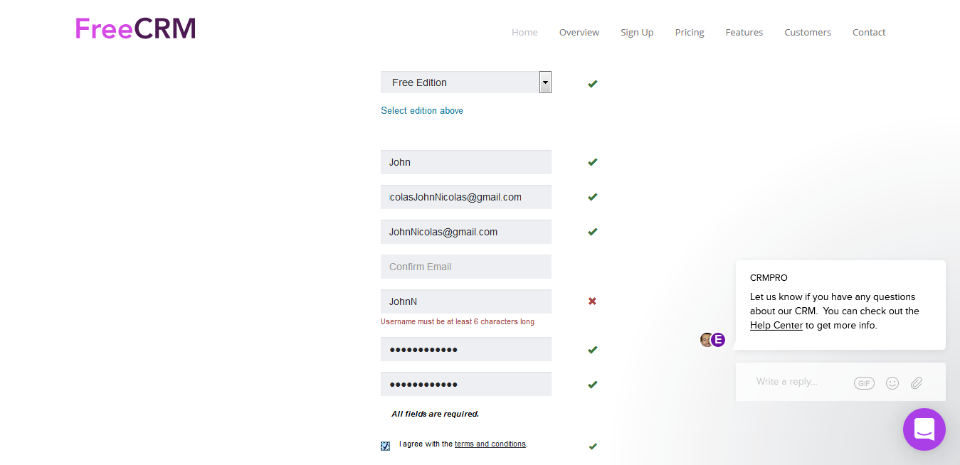 FreeCRM
Home Overview Sign Up Pricing Features Customers Contact
Free Edition
Select edition above
John
colasJohnNicolas@gmail.com
JohnNicolas@gmail.com
Confirm Email
JohnN
Username must be at least 6 characters long
••••••••••••
••••••••••••
All fields are required.
I agree with the terms and conditions.
CRMPRO
Let us know if you have any questions
about our CRM. You can check out the
Help Center to get more info.
E
Write a reply...
GIF